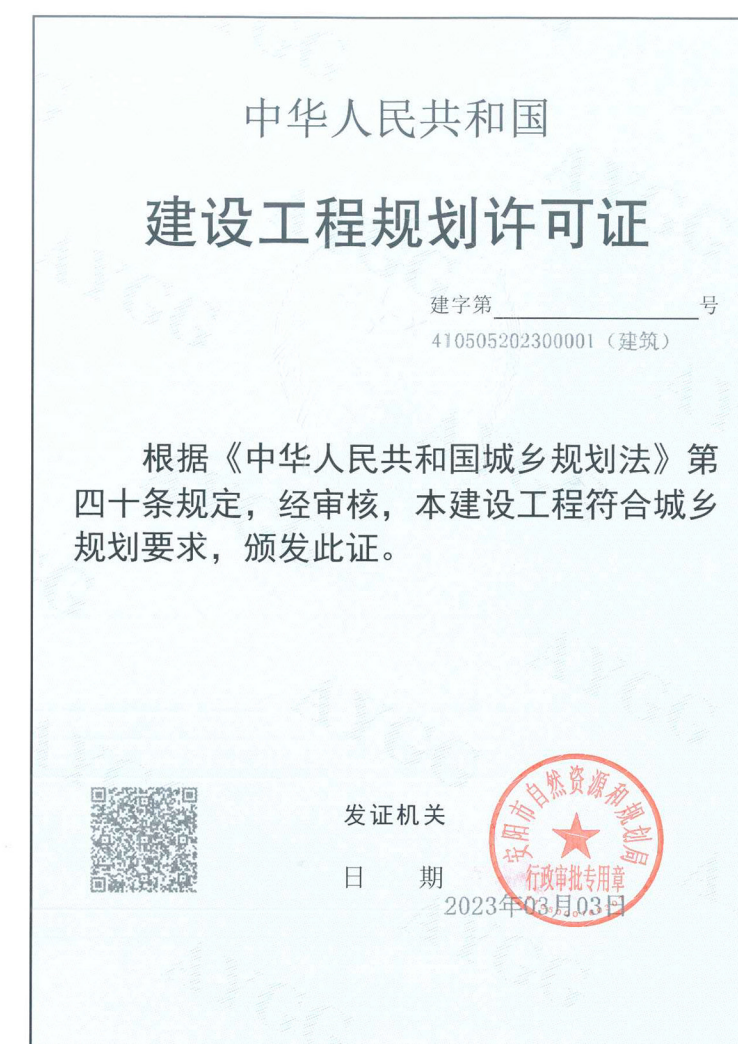 中华人民共和国
建设工程规划许可证
建字第 号
410505202300001（建筑）
根据《中华人民共和国城乡规划法》第
四十条规定，经审核，本建设工程符合城乡
规划要求，颁发此证。
发证机关
安阳市自然资源和规划局
行政审批专用章
日 期
2023年03月03日
AYGG